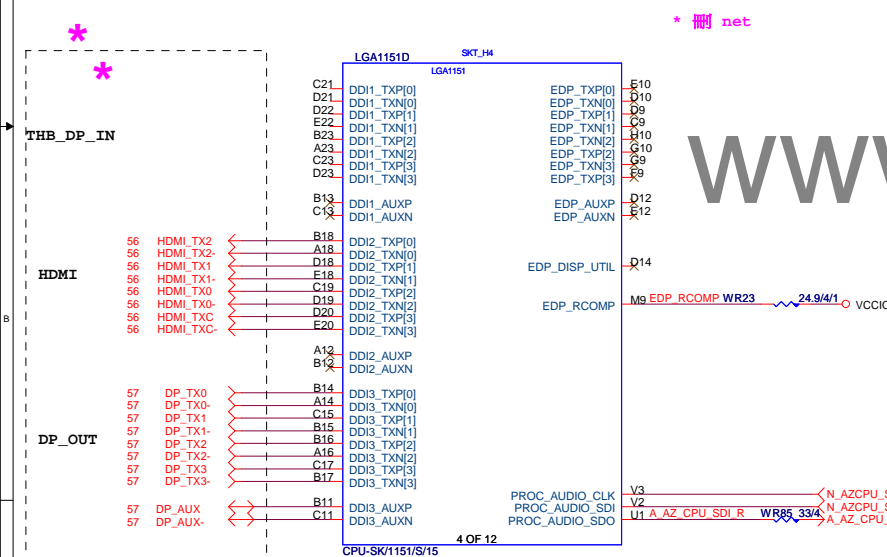 * 刪 net
*
*
LGA1151D SKT_H4
LGA1151
THB_DP_IN
C21 DDI1_TXP[0] EDP_TXP[0] E10
D21 DDI1_TXN[0] EDP_TXN[0] D10
D22 DDI1_TXP[1] EDP_TXP[1] D9
E22 DDI1_TXN[1] EDP_TXN[1] C9
B23 DDI1_TXP[2] EDP_TXP[2] H10
A23 DDI1_TXN[2] EDP_TXN[2] G10
C23 DDI1_TXP[3] EDP_TXN[3] G9
D23 DDI1_TXN[3] EDP_TXP[3] F9
B13 DDI1_AUXP EDP_AUXP D12
C13 DDI1_AUXN EDP_AUXN E12
www
HDMI
56 HDMI_TX2 B18 DDI2_TXP[0]
56 HDMI_TX2- A18 DDI2_TXN[0]
56 HDMI_TX1 D18 DDI2_TXP[1] EDP_DISP_UTIL D14
56 HDMI_TX1- E18 DDI2_TXN[1]
56 HDMI_TX0 C19 DDI2_TXP[2]
56 HDMI_TX0- D19 DDI2_TXN[2] EDP_RCOMP M9 EDP_RCOMP WR23 24.9/4/1 VCCIO
56 HDMI_TXC D20 DDI2_TXP[3]
56 HDMI_TXC- E20 DDI2_TXN[3]
B
A12 DDI2_AUXP
B12 DDI2_AUXN
DP_OUT
57 DP_TX0 B14 DDI3_TXP[0]
57 DP_TX0- A14 DDI3_TXN[0]
57 DP_TX1 C15 DDI3_TXP[1]
57 DP_TX1- B15 DDI3_TXN[1]
57 DP_TX2 B16 DDI3_TXP[2]
57 DP_TX2- A16 DDI3_TXN[2]
57 DP_TX3 C17 DDI3_TXP[3]
57 DP_TX3- B17 DDI3_TXN[3]
PROC_AUDIO_CLK V3 N_AZCPU_S
57 DP_AUX B11 DDI3_AUXP PROC_AUDIO_SDI V2 N_AZCPU_S
57 DP_AUX- C11 DDI3_AUXN PROC_AUDIO_SDO U1 A_AZ_CPU_SDI_R WR85 33/4 A_AZ_CPU_
4 OF 12
CPU-SK/1151/S/15